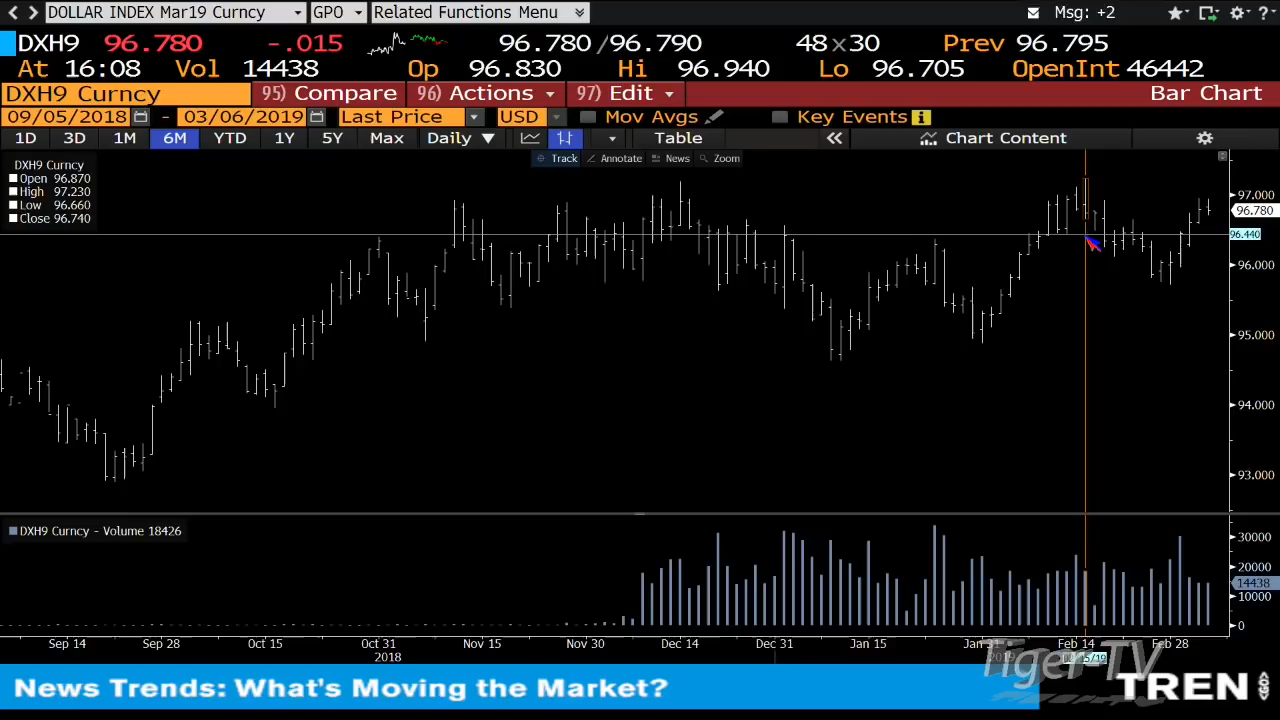 DOLLAR INDEX Mar19 Curncy GPO Related Functions Menu Msg: +2
DXH9 96.780 -.015 96.780/96.790 48x30 Prev 96.795
At 16:08 Vol 14438 Op 96.830 Hi 96.940 Lo 96.705 OpenInt 46442
DXH9 Curncy 95) Compare 96) Actions 97) Edit Bar Chart
09/05/2018 - 03/06/2019 Last Price USD Mov Avgs Key Events
1D 3D 1M 6M YTD 1Y 5Y Max Daily Table Chart Content
Track Annotate News Zoom
DXH9 Curncy
Open 96.870
High 97.230
Low 96.660
Close 96.740
97.000
96.780
96.440
96.000
95.000
94.000
93.000
DXH9 Curncy - Volume 18426
30000
20000
14438
10000
0
Sep 14 Sep 28 Oct 15 Oct 31 Nov 15 Nov 30 Dec 14 Dec 31 Jan 15 Jan 31 Feb 14 Feb 28
2018 2019
Tiger-TV
News Trends: What's Moving the Market?
TREN